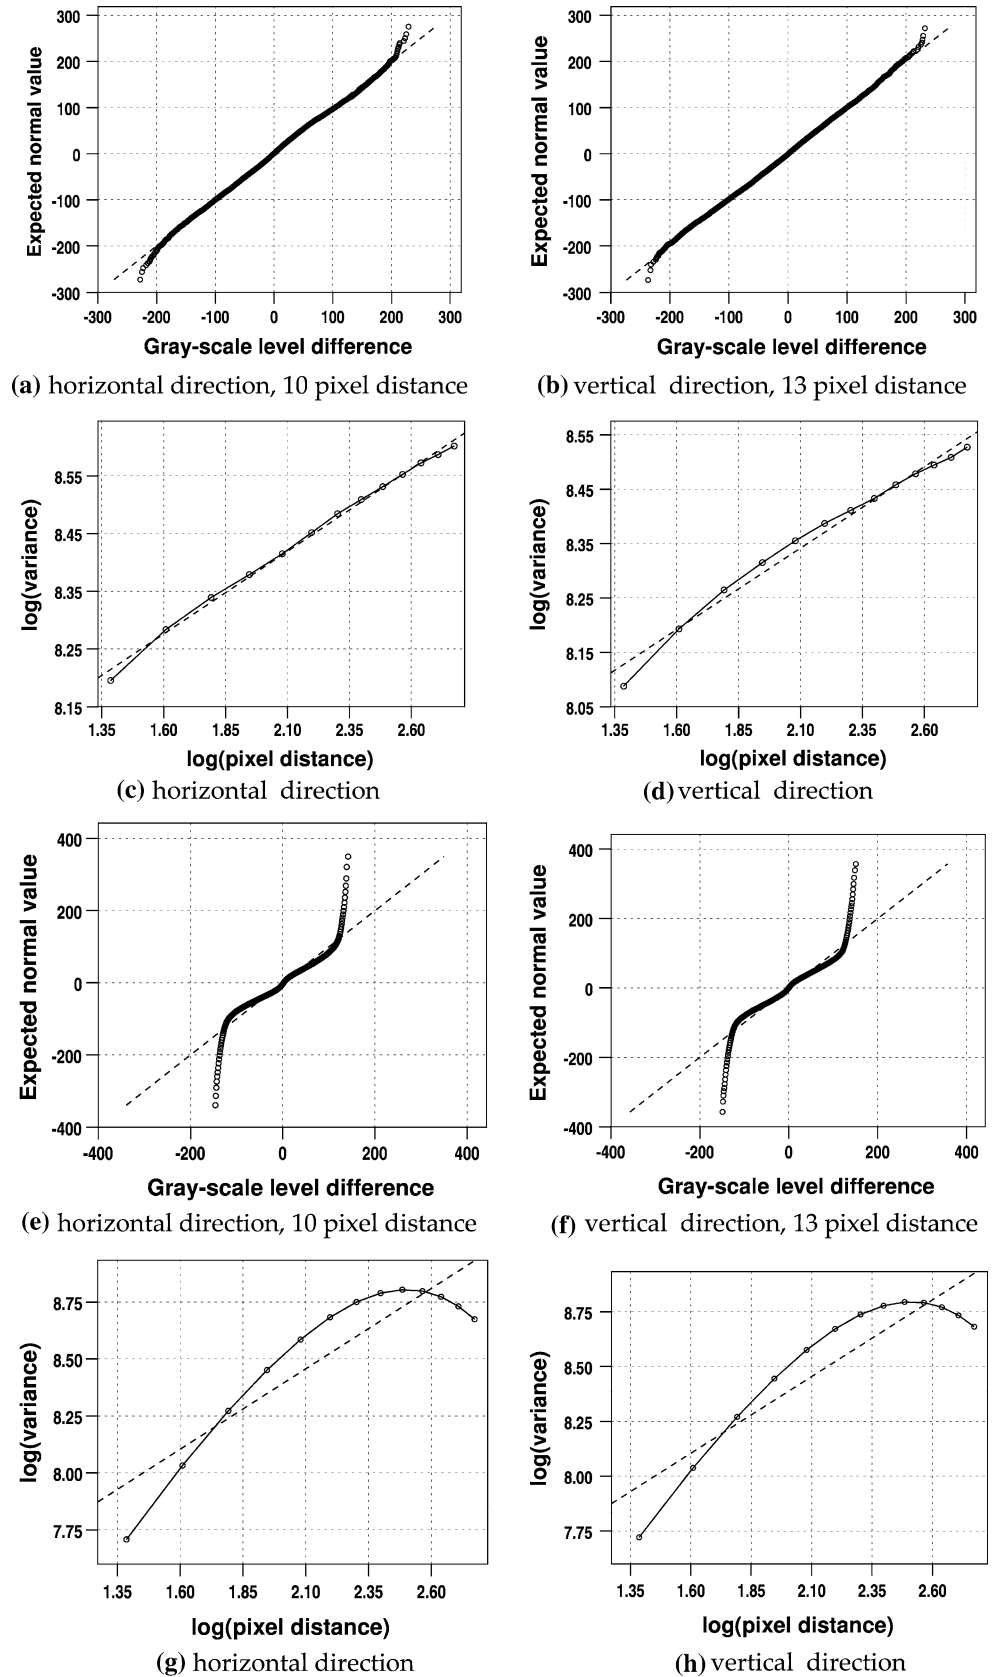 300
200
100
0
-100
-200
-300
Expected normal value
-300 -200 -100 0 100 200 300
Gray-scale level difference
(a) horizontal direction, 10 pixel distance
300
200
100
0
-100
-200
-300
Expected normal value
-300 -200 -100 0 100 200 300
Gray-scale level difference
(b) vertical direction, 13 pixel distance
8.55
8.45
8.35
8.25
8.15
log(variance)
1.35 1.60 1.85 2.10 2.35 2.60
log(pixel distance)
(c) horizontal direction
8.55
8.45
8.35
8.25
8.15
8.05
log(variance)
1.35 1.60 1.85 2.10 2.35 2.60
log(pixel distance)
(d) vertical direction
400
200
0
-200
-400
Expected normal value
-400 -200 0 200 400
Gray-scale level difference
(e) horizontal direction, 10 pixel distance
400
200
0
-200
-400
Expected normal value
-400 -200 0 200 400
Gray-scale level difference
(f) vertical direction, 13 pixel distance
8.75
8.50
8.25
8.00
7.75
log(variance)
1.35 1.60 1.85 2.10 2.35 2.60
log(pixel distance)
(g) horizontal direction
8.75
8.50
8.25
8.00
7.75
log(variance)
1.35 1.60 1.85 2.10 2.35 2.60
log(pixel distance)
(h) vertical direction